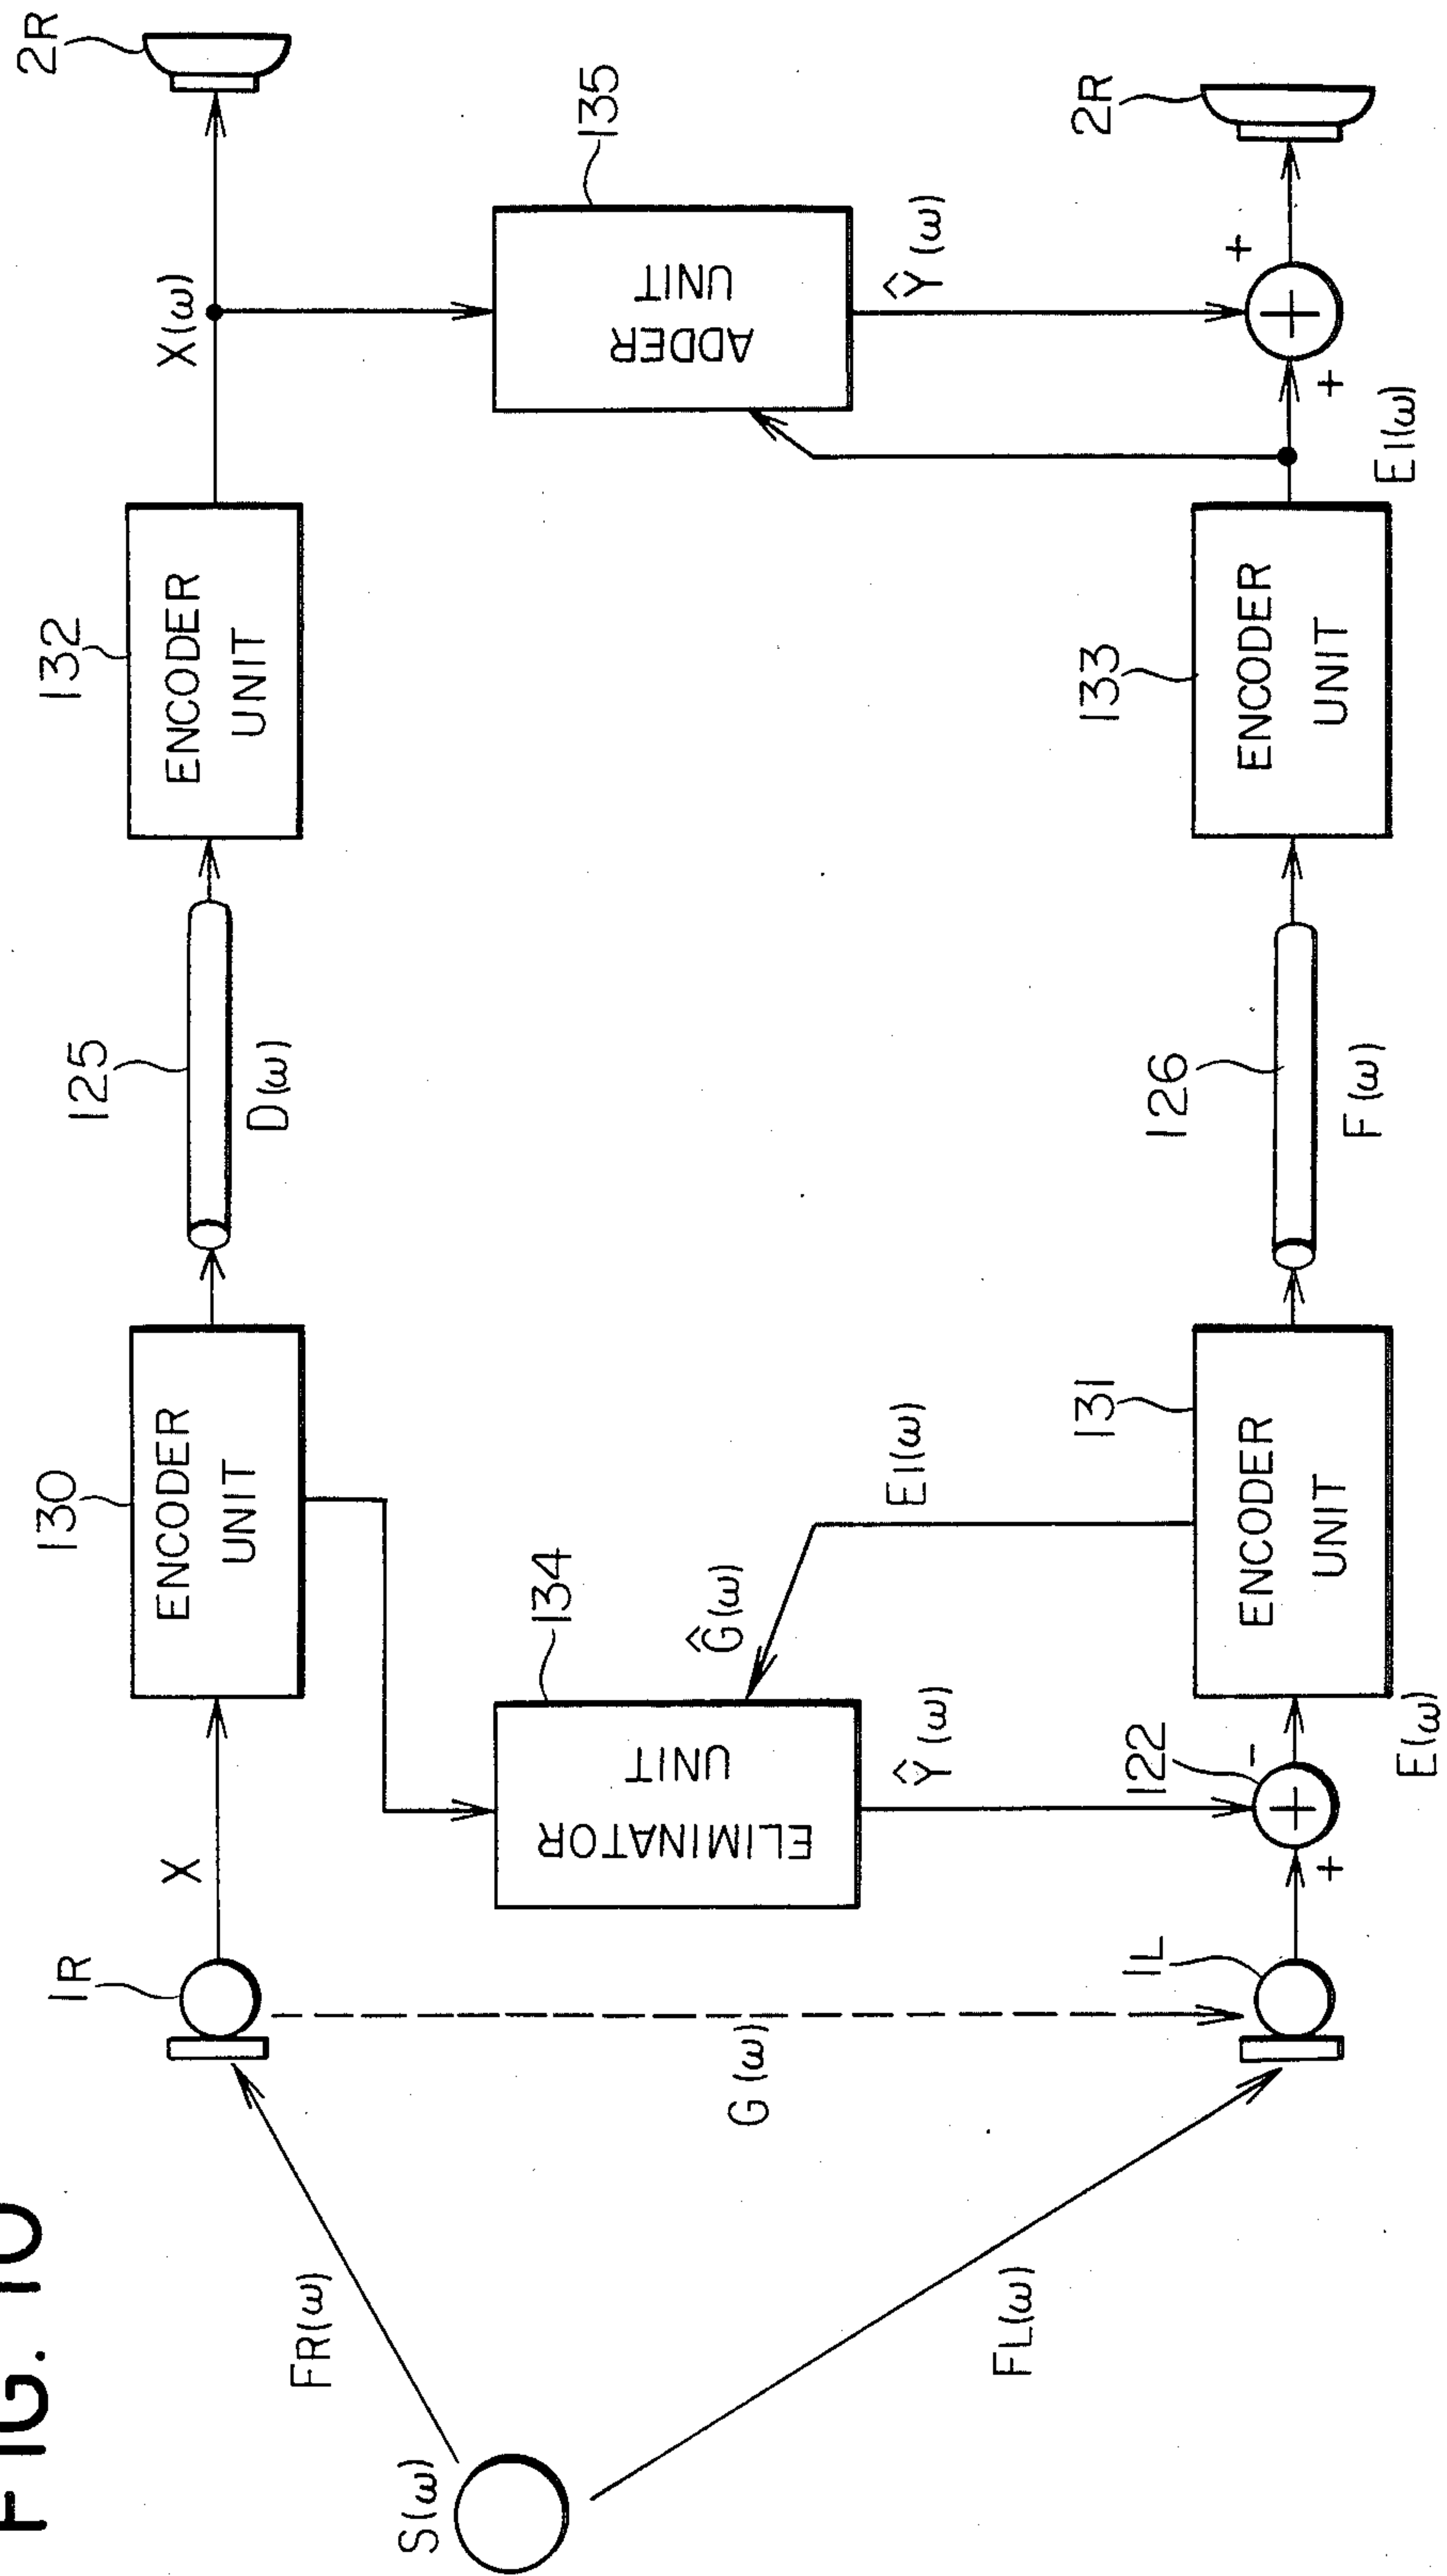 FIG. 10
S(ω)
FR(ω)
FL(ω)
1R
X
G(ω)
1L
+
122
-
E(ω)
130
ENCODER
UNIT
134
ELIMINATOR
UNIT
Ŷ(ω)
Ĝ(ω)
E1(ω)
131
ENCODER
UNIT
125
D(ω)
126
F(ω)
132
ENCODER
UNIT
133
ENCODER
UNIT
X(ω)
135
ADDER
UNIT
Ŷ(ω)
E1(ω)
+
+
2R
2R